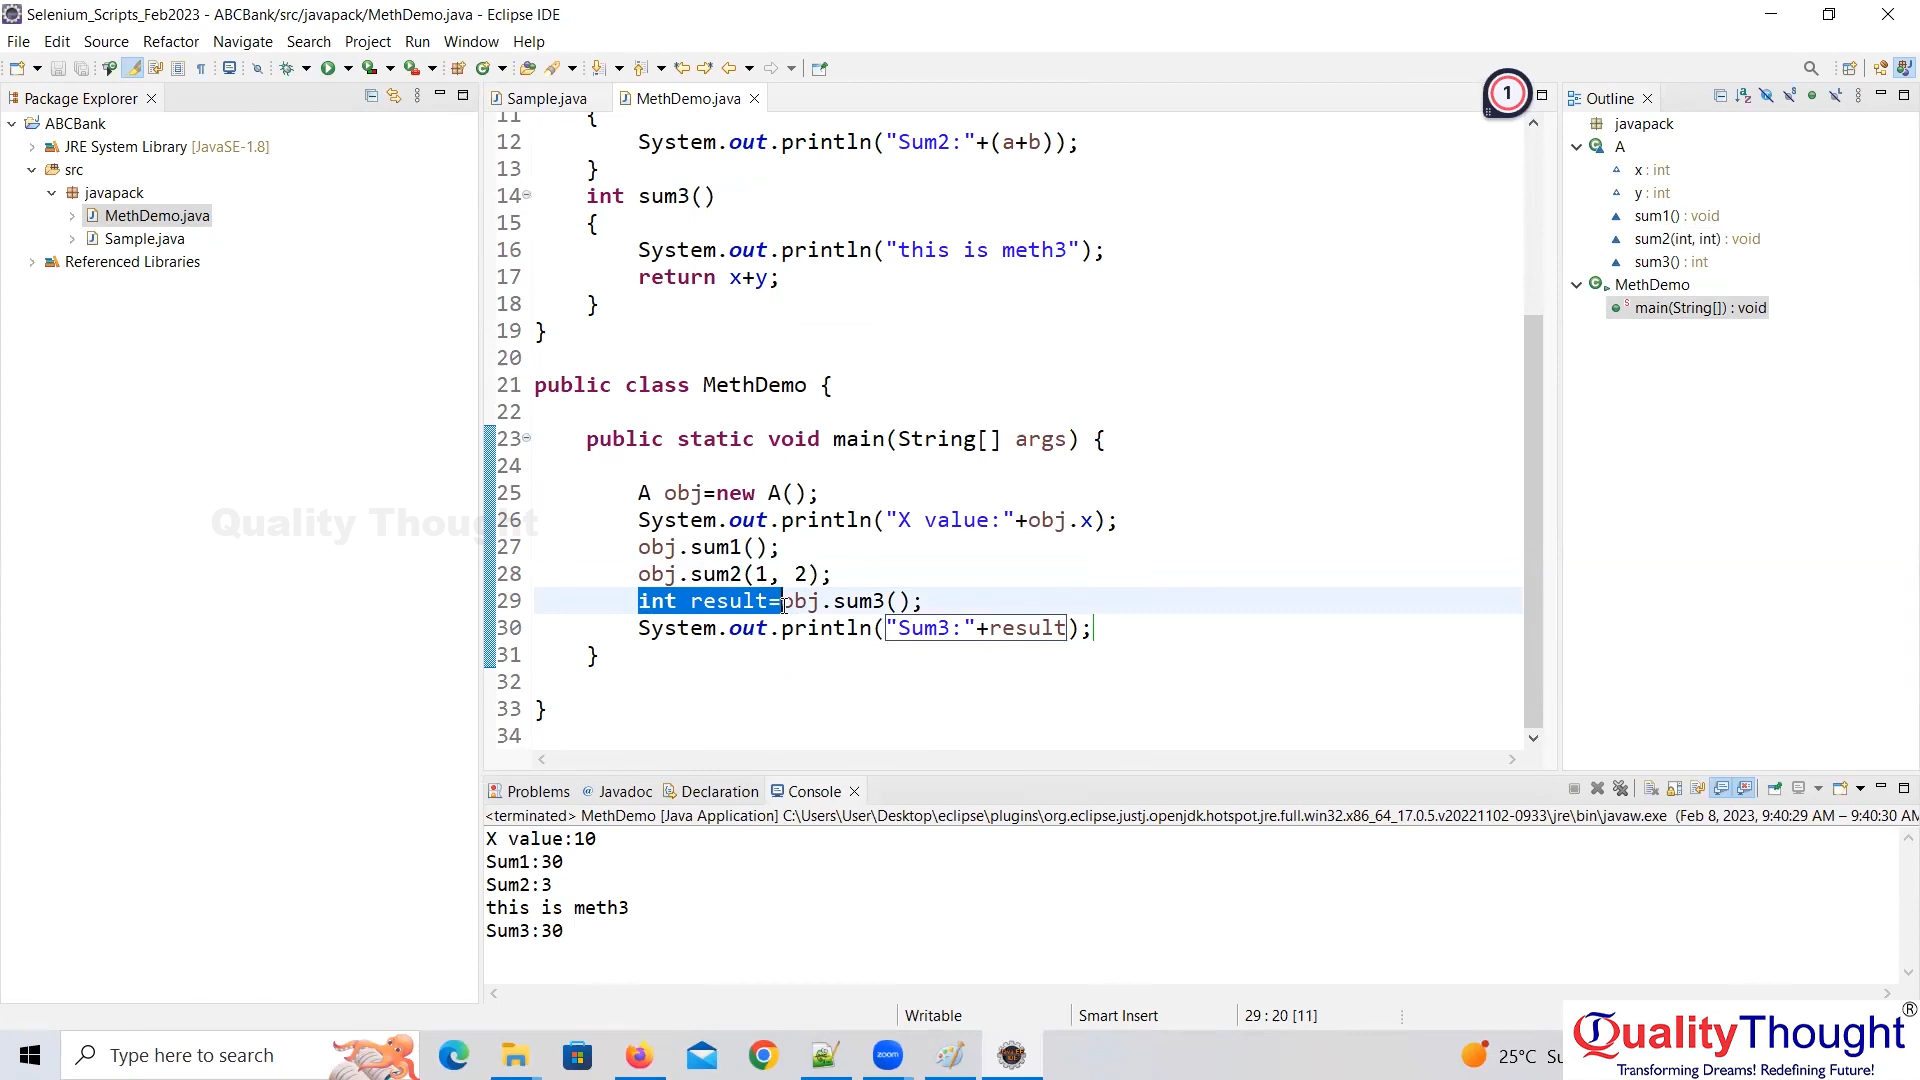 Selenium_Scripts_Feb2023 - ABCBank/src/javapack/MethDemo.java - Eclipse IDE
File Edit Source Refactor Navigate Search Project Run Window Help
Package Explorer
ABCBank
JRE System Library [JavaSE-1.8]
src
javapack
MethDemo.java
Sample.java
Referenced Libraries
Sample.java MethDemo.java
1
11 {
12 System.out.println("Sum2:"+(a+b));
13 }
14 int sum3()
15 {
16 System.out.println("this is meth3");
17 return x+y;
18 }
19 }
20
21 public class MethDemo {
22
23 public static void main(String[] args) {
24
25 A obj=new A();
26 System.out.println("X value:"+obj.x);
27 obj.sum1();
28 obj.sum2(1, 2);
29 int result=obj.sum3();
30 System.out.println("Sum3:"+result);
31 }
32
33 }
34
Quality Thought
Outline
javapack
A
x : int
y : int
sum1() : void
sum2(int, int) : void
sum3() : int
MethDemo
main(String[]) : void
Problems @ Javadoc Declaration Console
<terminated> MethDemo [Java Application] C:\Users\User\Desktop\eclipse\plugins\org.eclipse.justj.openjdk.hotspot.jre.full.win32.x86_64_17.0.5.v20221102-0933\jre\bin\javaw.exe (Feb 8, 2023, 9:40:29 AM – 9:40:30 AM
X value:10
Sum1:30
Sum2:3
this is meth3
Sum3:30
Writable Smart Insert 29 : 20 [11]
Type here to search
zoom
25°C
QualityThought®
Transforming Dreams! Redefining Future!